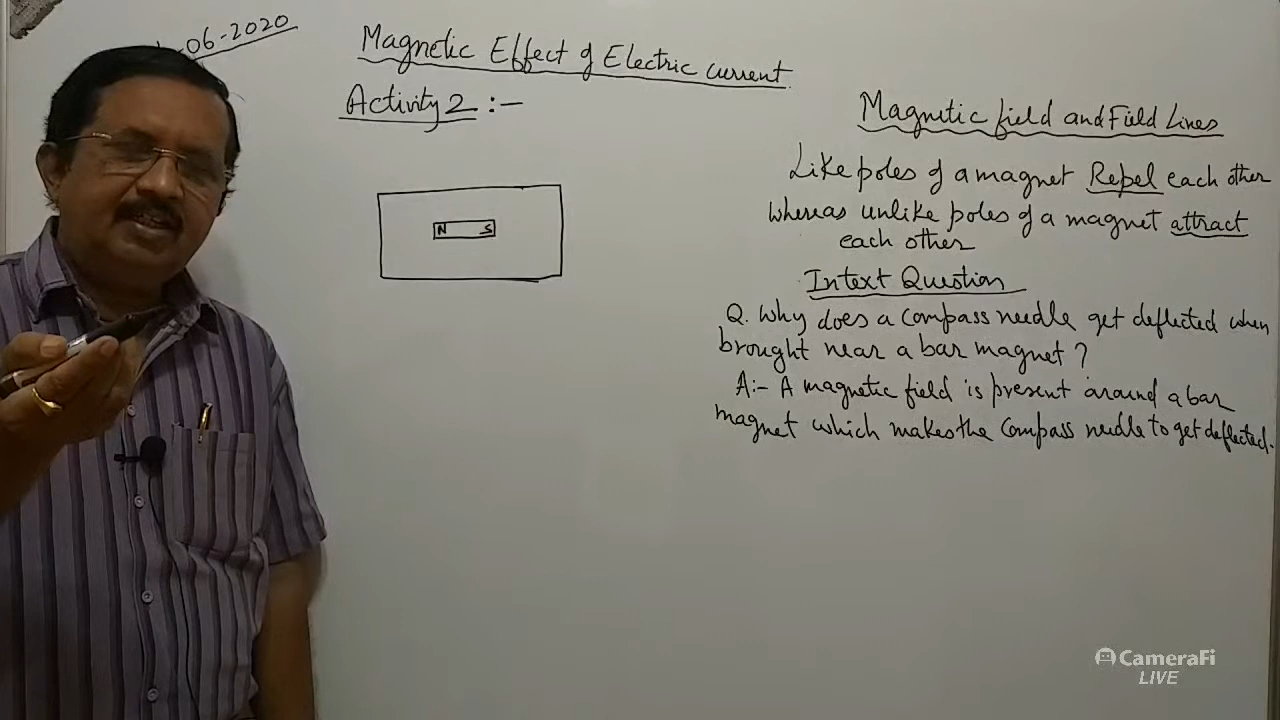 -06-2020
Magnetic Effect of Electric current
Activity 2 :-
N S
Magnetic field and Field Lines
Like poles of a magnet Repel each other
whereas unlike poles of a magnet attract
each other
Intext Question
Q. Why does a compass needle get deflected when
brought near a bar magnet ?
A:- A magnetic field is present around a bar
magnet which makes the compass needle to get deflected.
CameraFi
LIVE